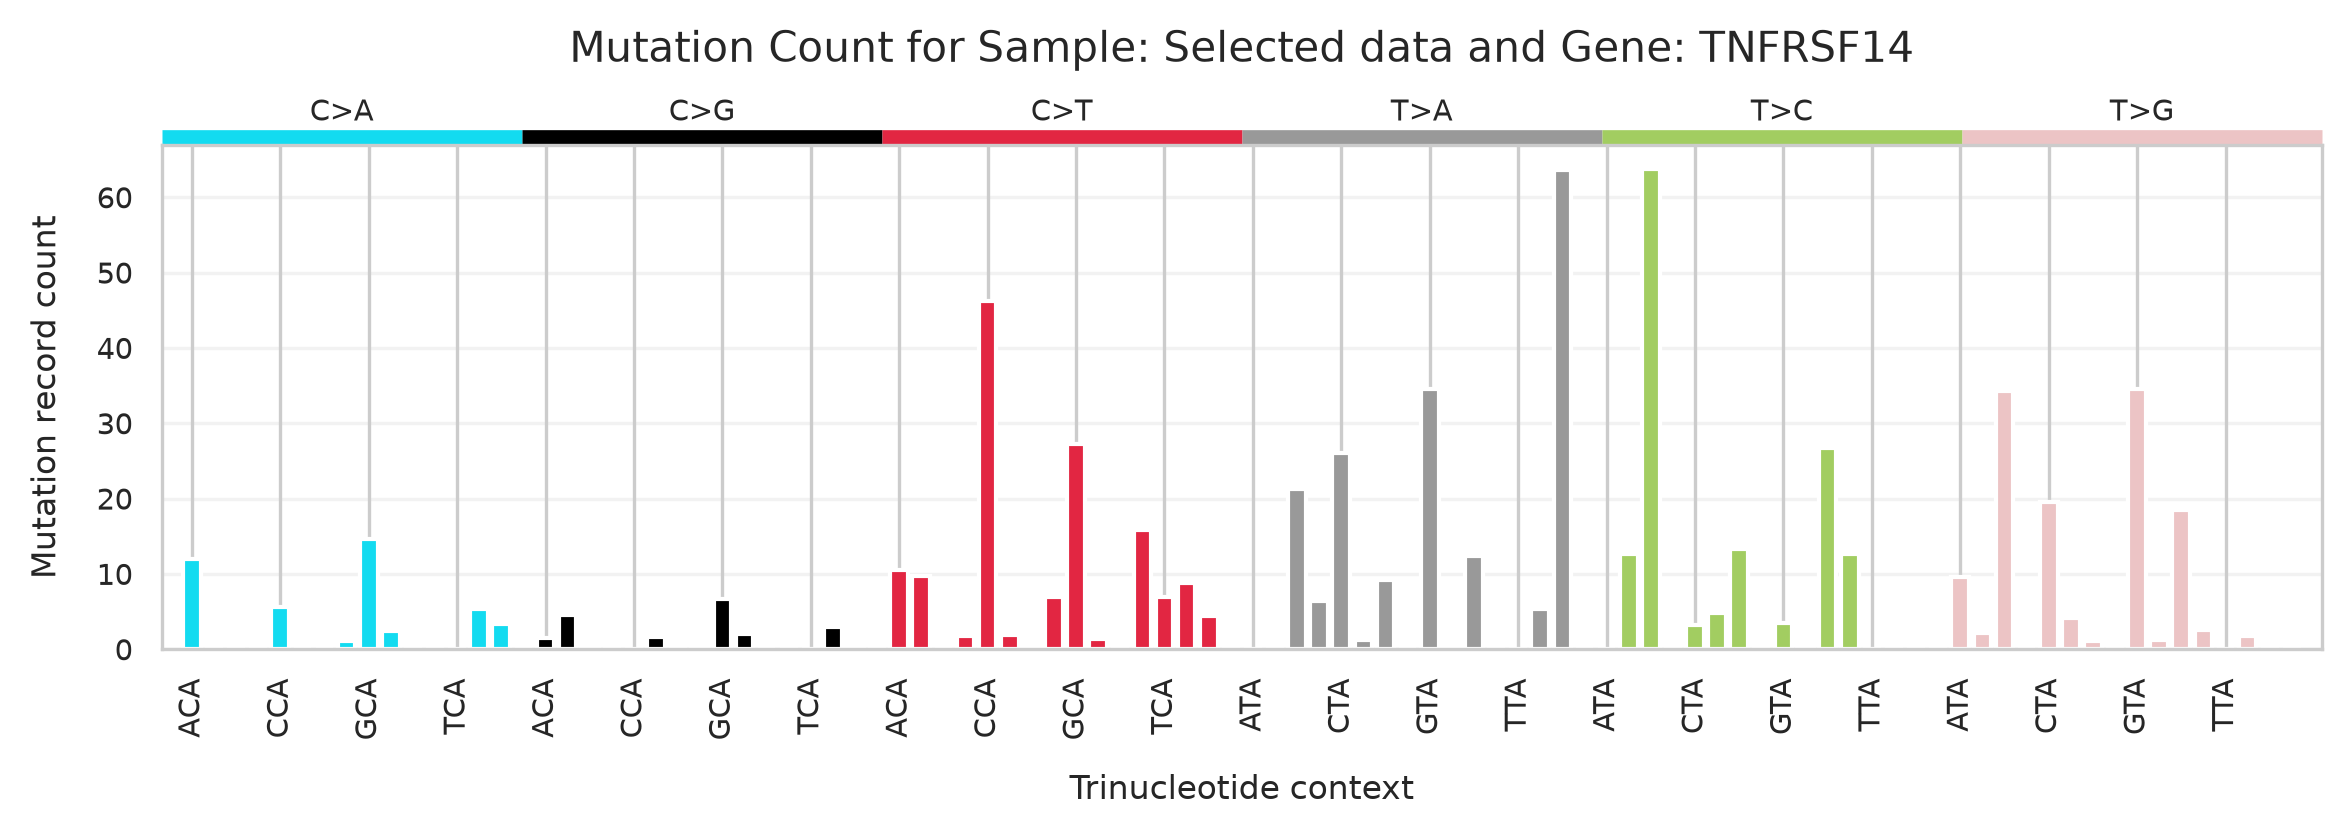 Mutation Count for Sample: Selected data and Gene: TNFRSF14
C>A C>G C>T T>A T>C T>G
Mutation record count
60
50
40
30
20
10
0
ACA CCA GCA TCA ACA CCA GCA TCA ACA CCA GCA TCA ATA CTA GTA TTA ATA CTA GTA TTA ATA CTA GTA TTA
Trinucleotide context